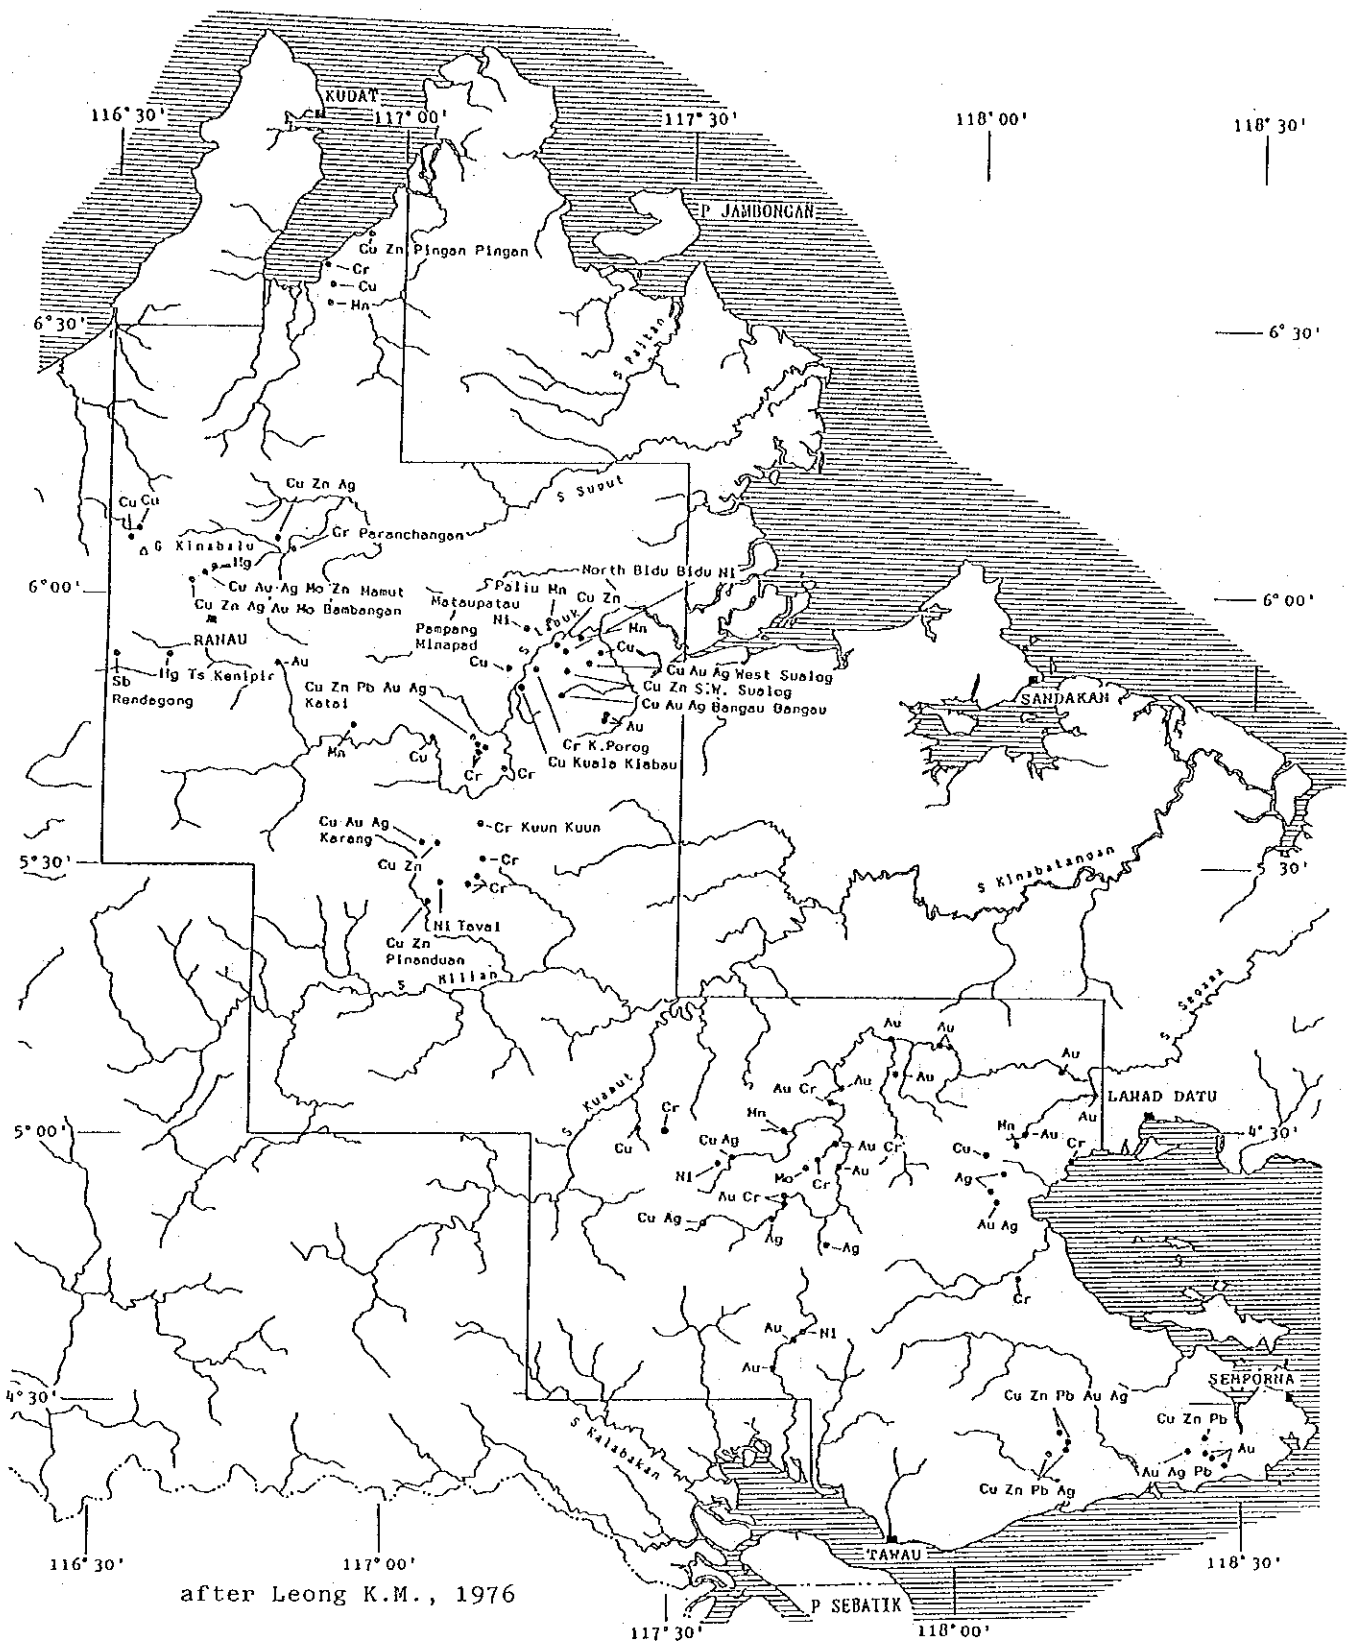 KUDAT
116°30'
117°00'
117°30'
118°00'
118°30'
P JAMBONGAN
Cu Zn Pingan Pingan
Cr
Cu
Mn
6°30'
6°30'
S Paitan
Cu Zn Ag
S Sugut
Cu Cu
Cr Paranchangan
G Kinabalu
Hg
North Bidu Bidu Ni
6°00'
Cu Au Ag Mo Zn Mamut
Paliu Mn
Cu Zn
6°00'
Cu Zn Ag Au Mo Bambangan
Mataupatau
Ni
S Labuk
Mn
Pampang
Minapad
RANAU
Au
Cu
Cu
Cu Au Ag West Sualog
Sb
Rendagong
Hg Ts Kenipir
Cu Zn Pb Au Ag
Katai
Cu Zn S.W. Sualog
SANDAKAN
Cu Au Ag Bangau Bangau
Au
Mn
Cu
Cr
Cr
Cr K.Porog
Cu Kuala Kiabau
Cu Au Ag
Karang
Cr Kuun Kuun
5°30'
Cu Zn
Cr
S Kinabatangan
5 30'
Cr
Ni Taval
Cu Zn
Pinanduan
S Milian
S Segama
Au
Au
Au
S Kuamut
Au Cr
Au
Au
LAHAD DATU
5°00'
Cr
Mn
Au
4°30'
Cu
Cu Ag
Au Cr
Mn
Au
Cr
Cu
Ni
Mo
Cr
Au
Ag
Au Cr
Cu Ag
Ag
Ag
Au Ag
Cr
Au
Ni
Au
4°30'
SEMPORNA
Cu Zn Pb Au Ag
Cu Zn Pb
S Kalabakan
Au
Au Ag Pb
Cu Zn Pb Ag
116°30'
117°00'
TAWAU
118°30'
after Leong K.M., 1976
P SEBATIK
117°30'
118°00'